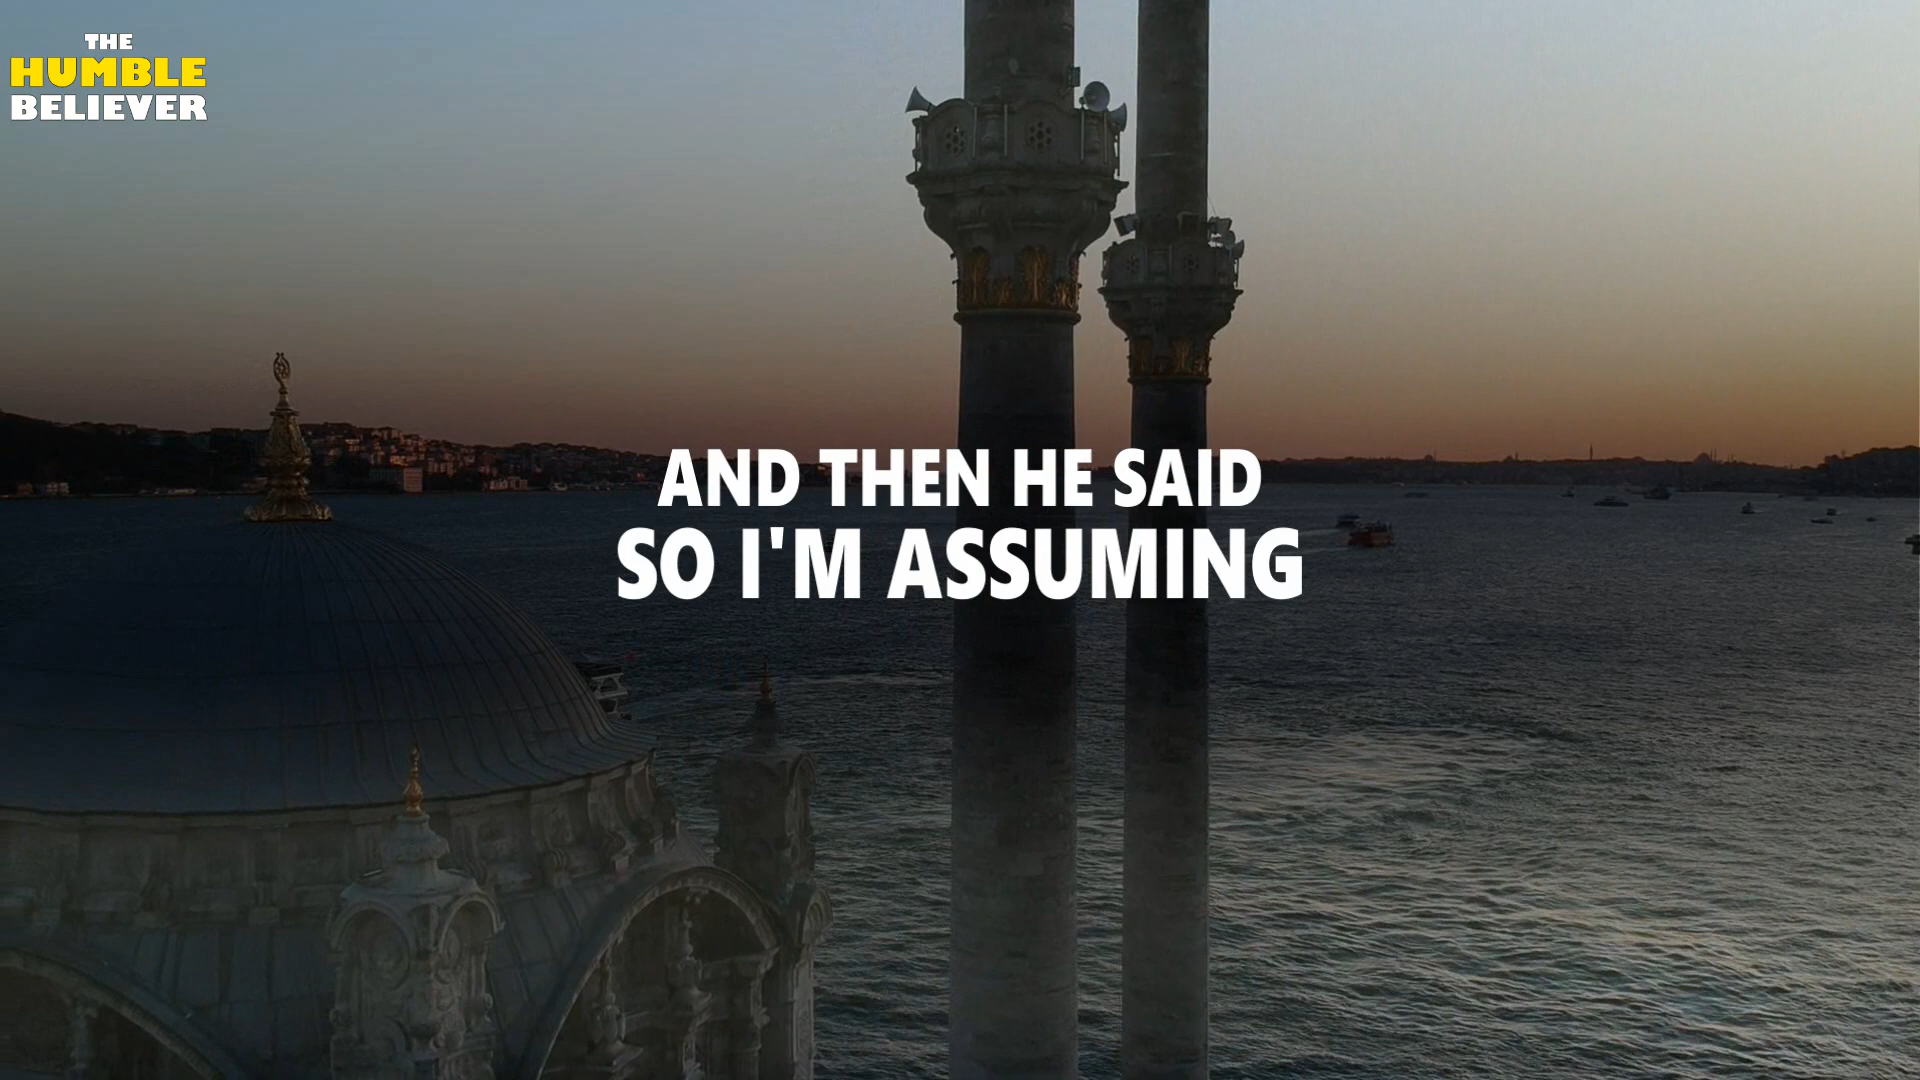 THE
HUMBLE
BELIEVER
AND THEN HE SAID
SO I'M ASSUMING